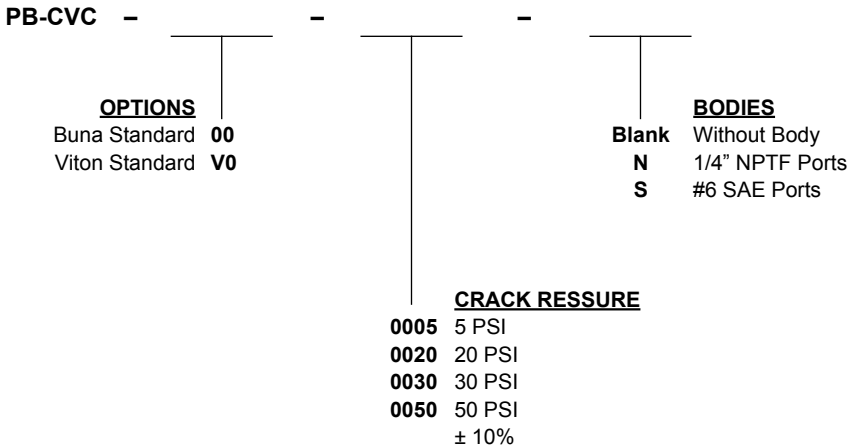 PB-CVC – – –
OPTIONS
Buna Standard 00
Viton Standard V0
BODIES
Blank Without Body
N 1/4” NPTF Ports
S #6 SAE Ports
CRACK RESSURE
0005 5 PSI
0020 20 PSI
0030 30 PSI
0050 50 PSI
± 10%